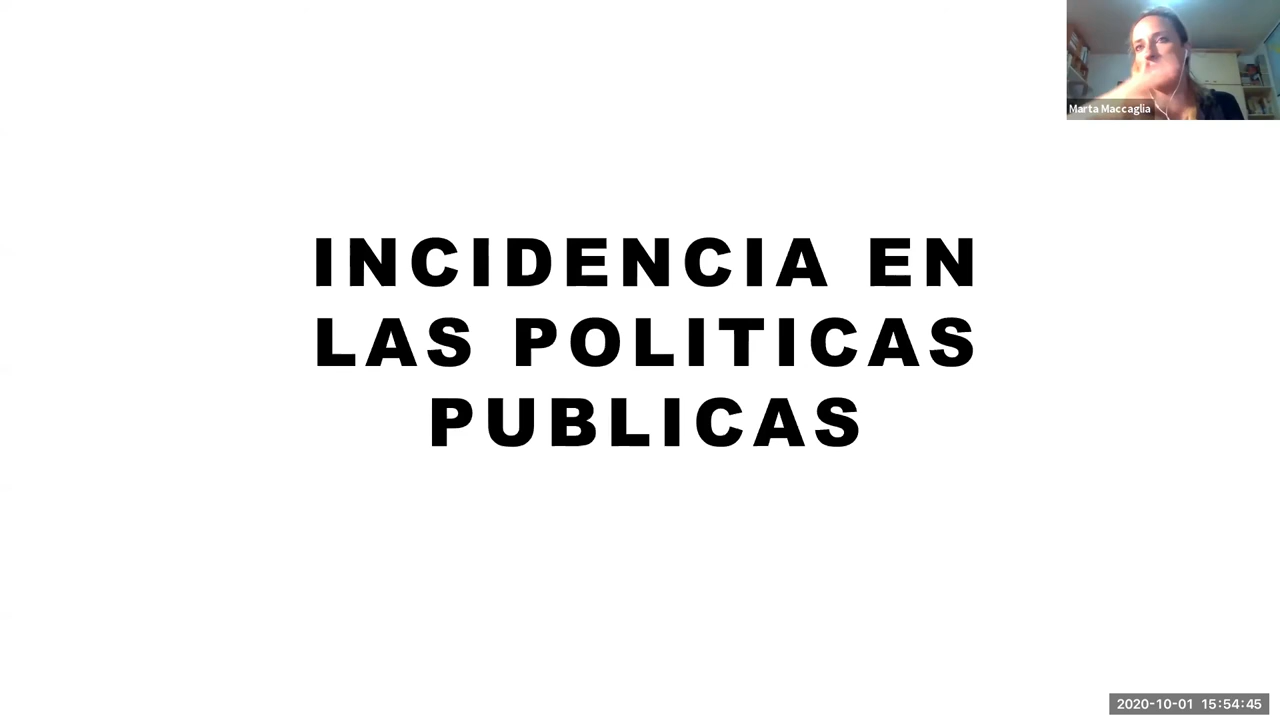 Marta Maccaglia
INCIDENCIA EN
LAS POLITICAS
PUBLICAS
2020-10-01 15:54:45